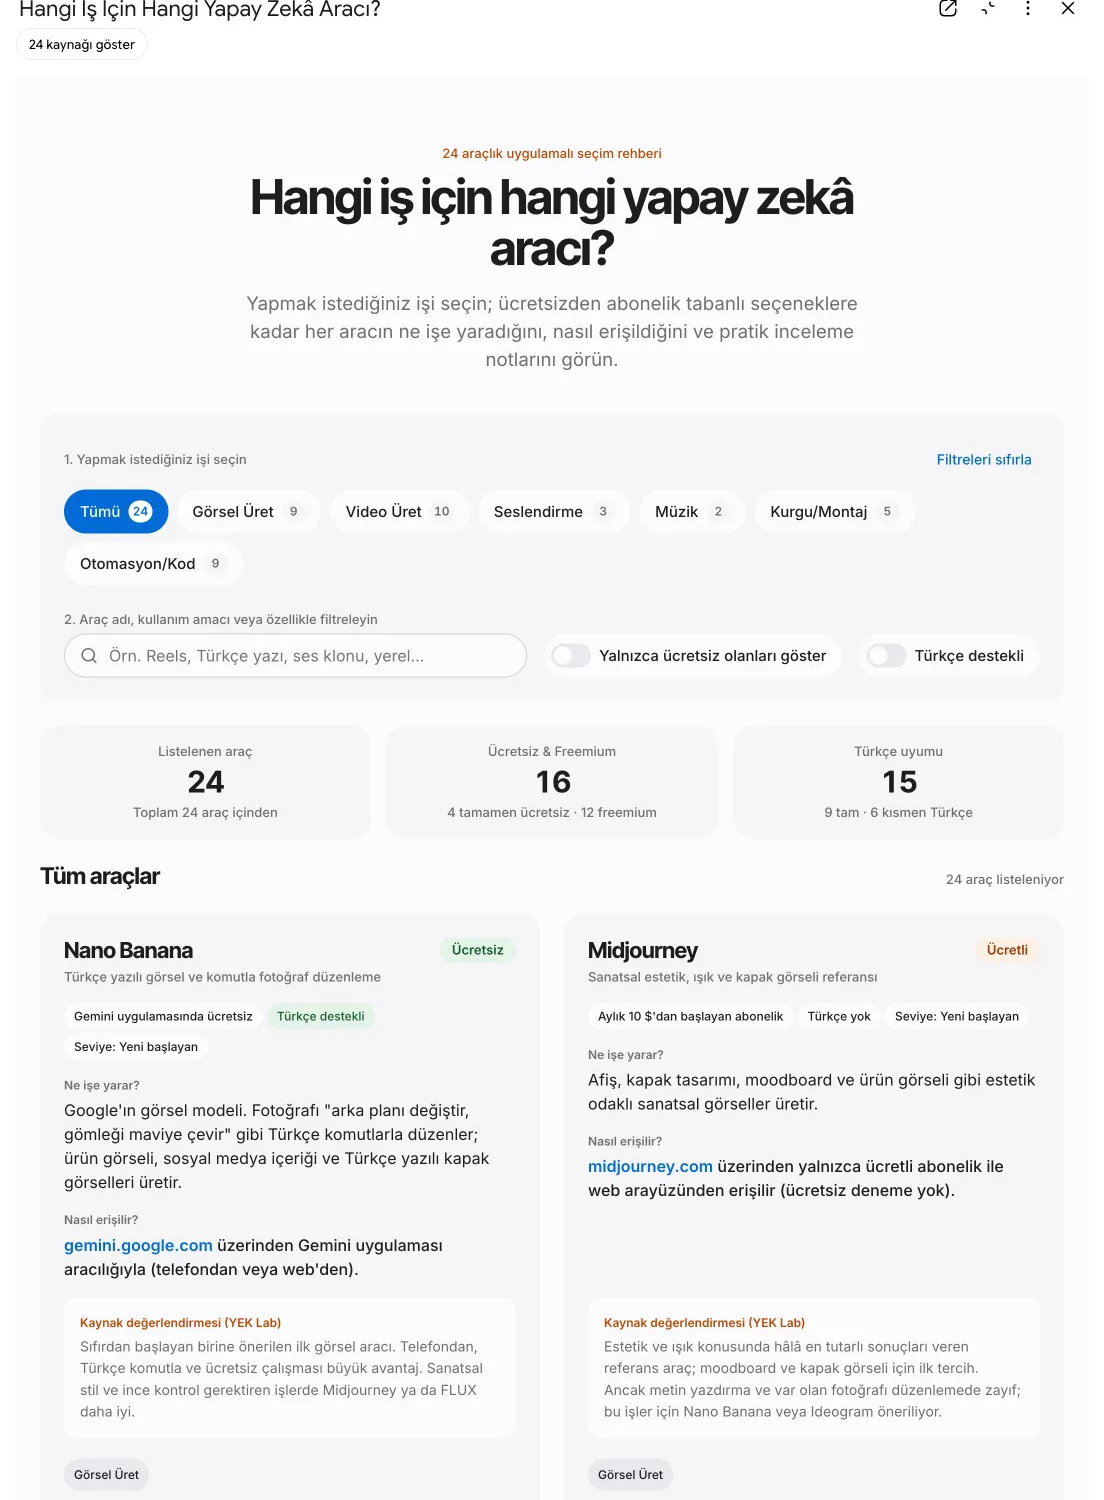 Hangi İş İçin Hangi Yapay Zekâ Aracı?
24 kaynağı göster
24 araçlık uygulamalı seçim rehberi
Hangi iş için hangi yapay zekâ
aracı?
Yapmak istediğiniz işi seçin; ücretsizden abonelik tabanlı seçeneklere
kadar her aracın ne işe yaradığını, nasıl erişildiğini ve pratik inceleme
notlarını görün.
1. Yapmak istediğiniz işi seçin
Filtreleri sıfırla
Tümü 24
Görsel Üret 9
Video Üret 10
Seslendirme 3
Müzik 2
Kurgu/Montaj 5
Otomasyon/Kod 9
2. Araç adı, kullanım amacı veya özellikle filtreleyin
Örn. Reels, Türkçe yazı, ses klonu, yerel...
Yalnızca ücretsiz olanları göster
Türkçe destekli
Listelenen araç
24
Toplam 24 araç içinden
Ücretsiz & Freemium
16
4 tamamen ücretsiz · 12 freemium
Türkçe uyumu
15
9 tam · 6 kısmen Türkçe
Tüm araçlar
24 araç listeleniyor
Nano Banana
Ücretsiz
Türkçe yazılı görsel ve komutla fotoğraf düzenleme
Gemini uygulamasında ücretsiz
Türkçe destekli
Seviye: Yeni başlayan
Ne işe yarar?
Google'ın görsel modeli. Fotoğrafı "arka planı değiştir,
gömleği maviye çevir" gibi Türkçe komutlarla düzenler;
ürün görseli, sosyal medya içeriği ve Türkçe yazılı kapak
görselleri üretir.
Nasıl erişilir?
gemini.google.com üzerinden Gemini uygulaması
aracılığıyla (telefondan veya web'den).
Kaynak değerlendirmesi (YEK Lab)
Sıfırdan başlayan birine önerilen ilk görsel aracı. Telefondan,
Türkçe komutla ve ücretsiz çalışması büyük avantaj. Sanatsal
stil ve ince kontrol gerektiren işlerde Midjourney ya da FLUX
daha iyi.
Görsel Üret
Midjourney
Ücretli
Sanatsal estetik, ışık ve kapak görseli referansı
Aylık 10 $'dan başlayan abonelik
Türkçe yok
Seviye: Yeni başlayan
Ne işe yarar?
Afiş, kapak tasarımı, moodboard ve ürün görseli gibi estetik
odaklı sanatsal görseller üretir.
Nasıl erişilir?
midjourney.com üzerinden yalnızca ücretli abonelik ile
web arayüzünden erişilir (ücretsiz deneme yok).
Kaynak değerlendirmesi (YEK Lab)
Estetik ve ışık konusunda hâlâ en tutarlı sonuçları veren
referans araç; moodboard ve kapak görseli için ilk tercih.
Ancak metin yazdırma ve var olan fotoğrafı düzenlemede zayıf;
bu işler için Nano Banana veya Ideogram öneriliyor.
Görsel Üret